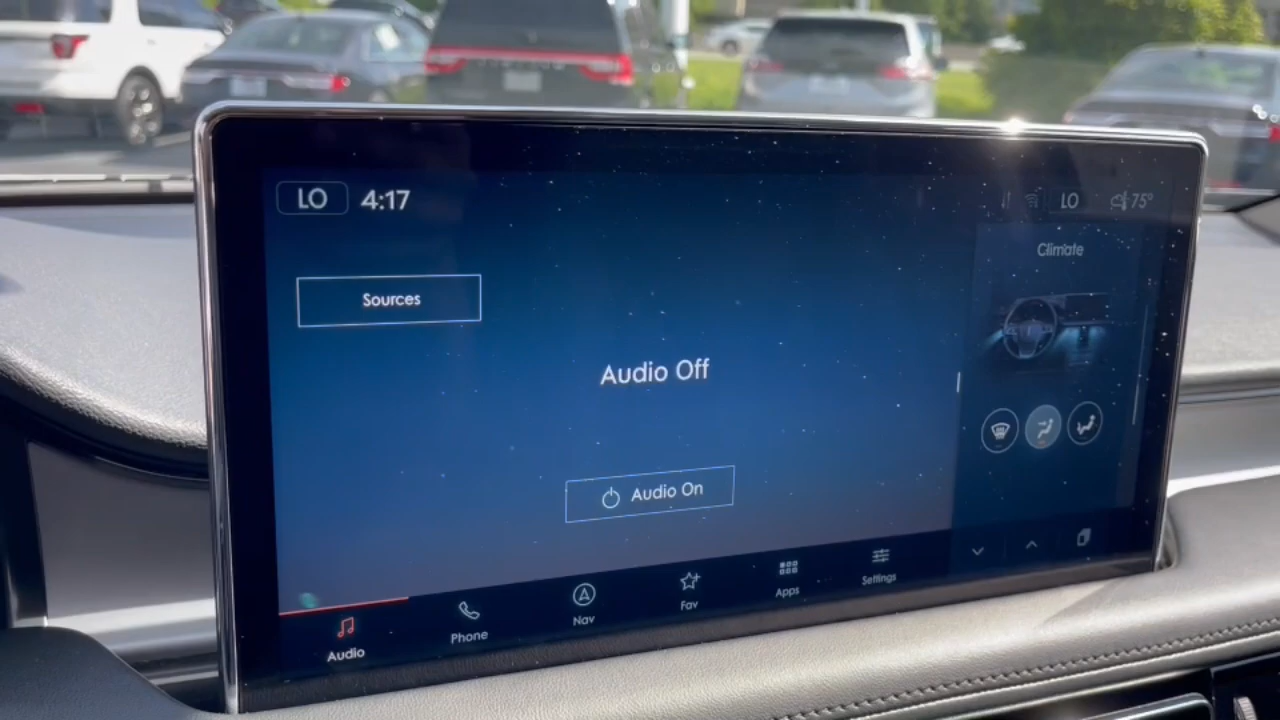 LO 4:17
LO 75°
Climate
Sources
Audio Off
Audio On
Audio
Phone
Nav
Fav
Apps
Settings